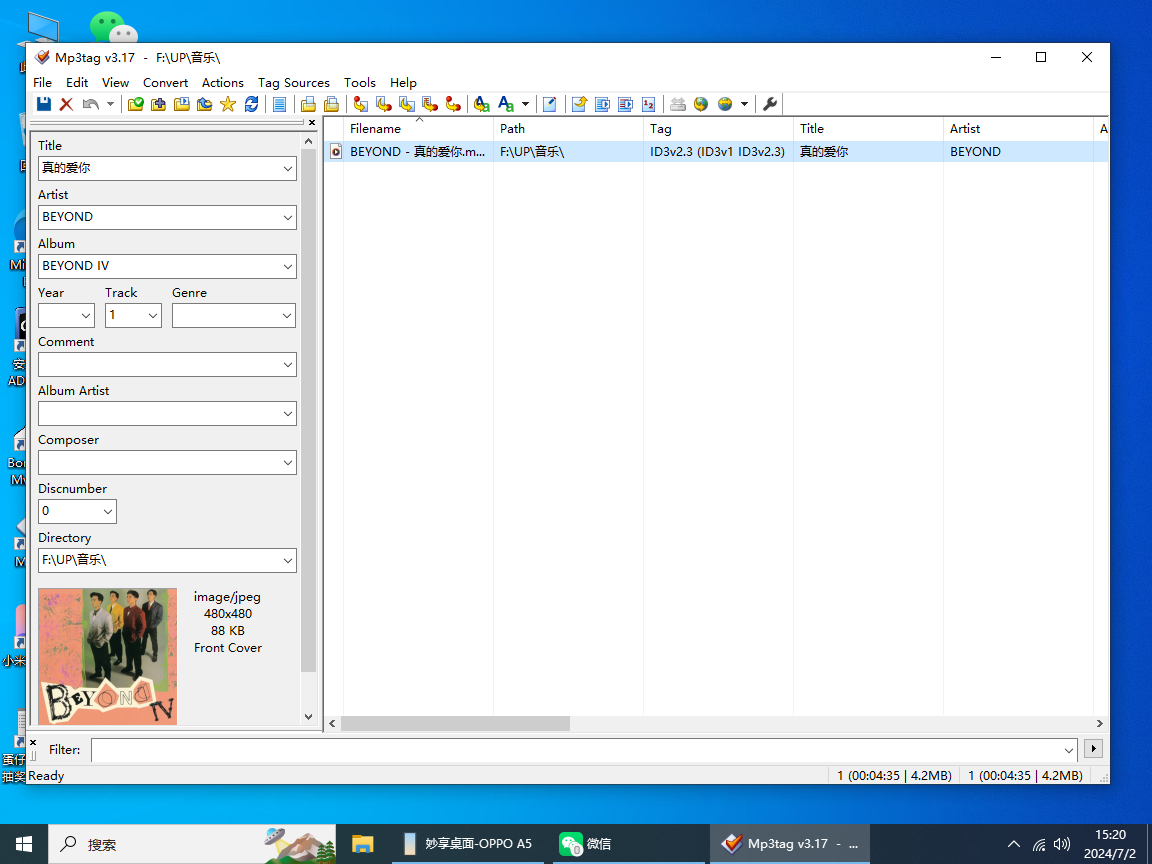 Mp3tag v3.17 - F:\UP\音乐\
File Edit View Convert Actions Tag Sources Tools Help
Title
真的爱你
Artist
BEYOND
Album
BEYOND IV
Year Track Genre
1
Comment
Album Artist
Composer
Discnumber
0
Directory
F:\UP\音乐\
image/jpeg
480x480
88 KB
Front Cover
BEYOND
IV
Filename Path Tag Title Artist A
BEYOND - 真的爱你.m... F:\UP\音乐\ ID3v2.3 (ID3v1 ID3v2.3) 真的爱你 BEYOND
Filter:
Ready 1 (00:04:35 | 4.2MB) 1 (00:04:35 | 4.2MB)
Mi
安
AD
Bor
M
小米
蛋仔
抽奖
搜索 妙享桌面-OPPO A5 微信 Mp3tag v3.17 - ...
15:20
2024/7/2